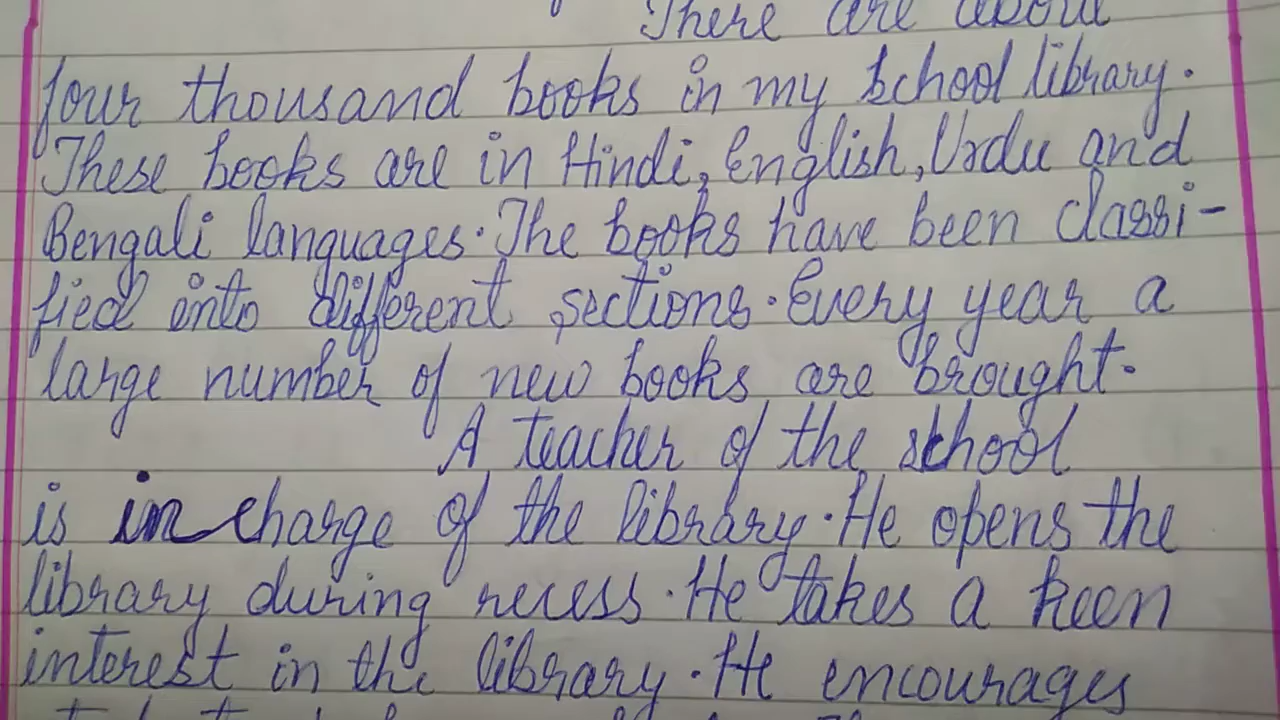 There are about
four thousand books in my school library.
These books are in Hindi, English, Urdu and
Bengali languages. The books have been classi-
fied into different sections. Every year a
large number of new books are brought.
A teacher of the school
is in charge of the library. He opens the
library during recess. He takes a keen
interest in the library. He encourages